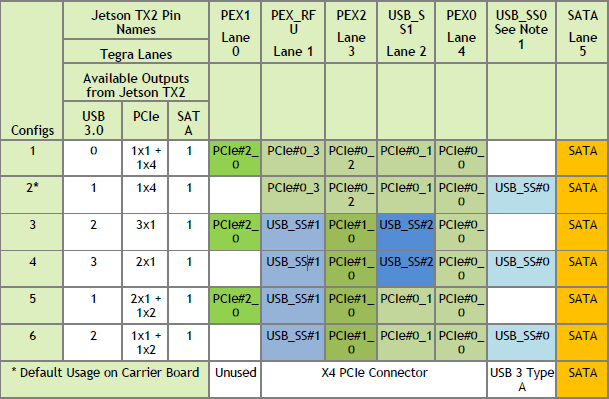 Jetson TX2 Pin Names PEX1 PEX_RFU PEX2 USB_SS1 PEX0 USB_SS0 See Note 1 SATA
Tegra Lanes Lane 0 Lane 1 Lane 3 Lane 2 Lane 4 Lane 5
Available Outputs from Jetson TX2
Configs USB 3.0 PCIe SATA
1 0 1x1 + 1x4 1 PCIe#2_0 PCIe#0_3 PCIe#0_2 PCIe#0_1 PCIe#0_0 SATA
2* 1 1x4 1 PCIe#0_3 PCIe#0_2 PCIe#0_1 PCIe#0_0 USB_SS#0 SATA
3 2 3x1 1 PCIe#2_0 USB_SS#1 PCIe#1_0 USB_SS#2 PCIe#0_0 SATA
4 3 2x1 1 USB_SS#1 PCIe#1_0 USB_SS#2 PCIe#0_0 USB_SS#0 SATA
5 1 2x1 + 1x2 1 PCIe#2_0 USB_SS#1 PCIe#1_0 PCIe#0_1 PCIe#0_0 SATA
6 2 1x1 + 1x2 1 USB_SS#1 PCIe#1_0 PCIe#0_1 PCIe#0_0 USB_SS#0 SATA
* Default Usage on Carrier Board Unused X4 PCIe Connector USB 3 Type A SATA